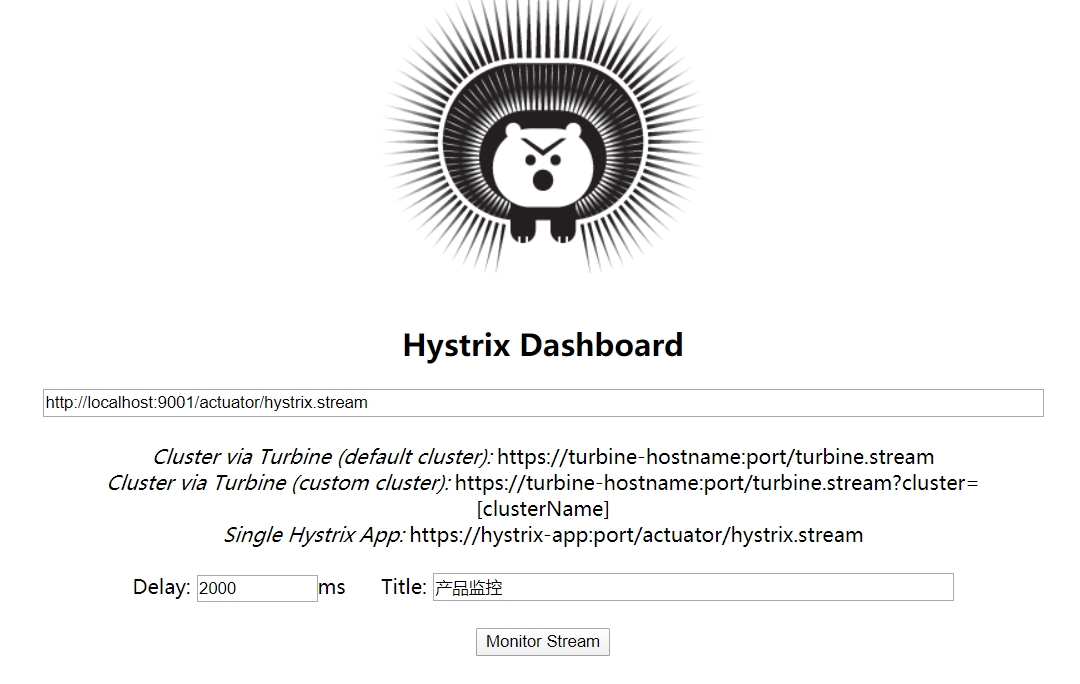 Hystrix Dashboard
http://localhost:9001/actuator/hystrix.stream
Cluster via Turbine (default cluster): https://turbine-hostname:port/turbine.stream
Cluster via Turbine (custom cluster): https://turbine-hostname:port/turbine.stream?cluster=
[clusterName]
Single Hystrix App: https://hystrix-app:port/actuator/hystrix.stream
Delay: 2000 ms Title: 产品监控
Monitor Stream